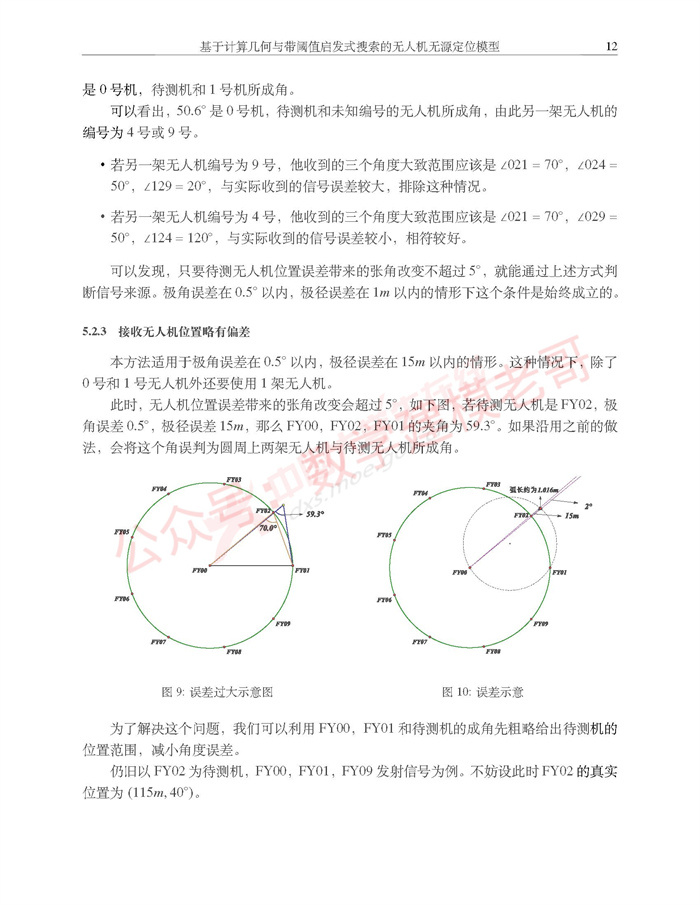 基于计算几何与带阈值启发式搜索的无人机无源定位模型 12
是 0 号机，待测机和 1 号机所成角。
可以看出，50.6° 是 0 号机，待测机和未知编号的无人机所成角，由此另一架无人机的
编号为 4 号或 9 号。
• 若另一架无人机编号为 9 号，他收到的三个角度大致范围应该是 ∠021 = 70°，∠024 =
50°，∠129 = 20°，与实际收到的信号误差较大，排除这种情况。
• 若另一架无人机编号为 4 号，他收到的三个角度大致范围应该是 ∠021 = 70°，∠029 =
50°，∠124 = 120°，与实际收到的信号误差较小，相符较好。
可以发现，只要待测无人机位置误差带来的张角改变不超过 5°，就能通过上述方式判
断信号来源。极角误差在 0.5° 以内，极径误差在 1m 以内的情形下这个条件是始终成立的。
5.2.3 接收无人机位置略有偏差
本方法适用于极角误差在 0.5° 以内，极径误差在 15m 以内的情形。这种情况下，除了
0 号和 1 号无人机外还要使用 1 架无人机。
此时，无人机位置误差带来的张角改变会超过 5°，如下图，若待测无人机是 FY02，极
角误差 0.5°，极径误差 15m，那么 FY00，FY02，FY01 的夹角为 59.3°。如果沿用之前的做
法，会将这个角误判为圆周上两架无人机与待测无人机所成角。
FY03
FY04
FY02
59.3°
70.0°
FY05
FY00
FY01
FY06
FY09
FY07
FY08
FY03
弧长约为1.016m
FY04
2°
FY02
15m
FY05
FY00
FY01
FY06
FY09
FY07
FY08
图 9: 误差过大示意图
图 10: 误差示意
为了解决这个问题，我们可以利用 FY00，FY01 和待测机的成角先粗略给出待测机的
位置范围，减小角度误差。
仍旧以 FY02 为待测机，FY00，FY01，FY09 发射信号为例。不妨设此时 FY02 的真实
位置为 (115m, 40°)。
公众号：数学建模老哥